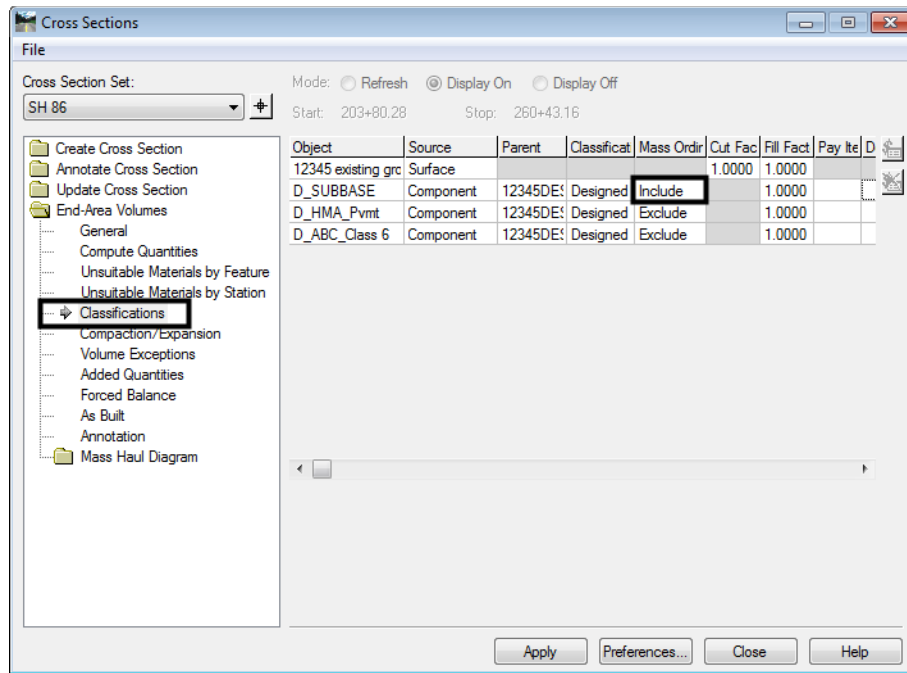 Cross Sections
File
Cross Section Set:
SH 86
Mode: Refresh Display On Display Off
Start: 203+80.28 Stop: 260+43.16
Create Cross Section
Annotate Cross Section
Update Cross Section
End-Area Volumes
General
Compute Quantities
Unsuitable Materials by Feature
Unsuitable Materials by Station
Classifications
Compaction/Expansion
Volume Exceptions
Added Quantities
Forced Balance
As Built
Annotation
Mass Haul Diagram
Object Source Parent Classificat Mass Ordir Cut Fac Fill Fact Pay Ite D
12345 existing grc Surface 1.0000 1.0000
D_SUBBASE Component 12345DES Designed Include 1.0000
D_HMA_Pvmt Component 12345DES Designed Exclude 1.0000
D_ABC_Class 6 Component 12345DES Designed Exclude 1.0000
Apply Preferences... Close Help